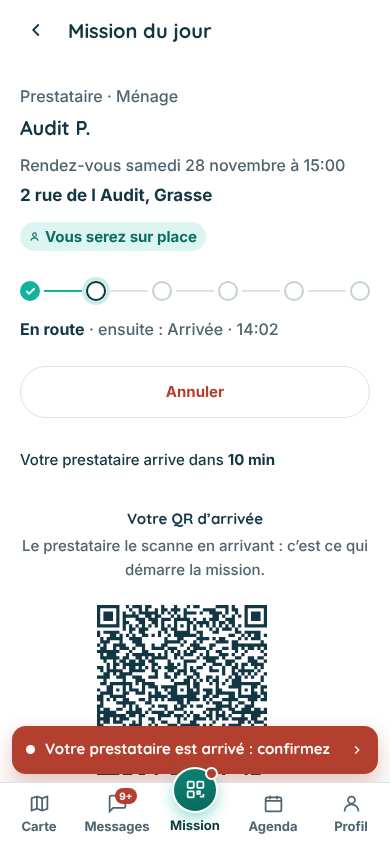 Mission du jour
Prestataire · Ménage
Audit P.
Rendez-vous samedi 28 novembre à 15:00
2 rue de l Audit, Grasse
Vous serez sur place
En route · ensuite : Arrivée · 14:02
Annuler
Votre prestataire arrive dans 10 min
Votre QR d’arrivée
Le prestataire le scanne en arrivant : c’est ce qui
démarre la mission.
Votre prestataire est arrivé : confirmez
9+
Carte
Messages
Mission
Agenda
Profil